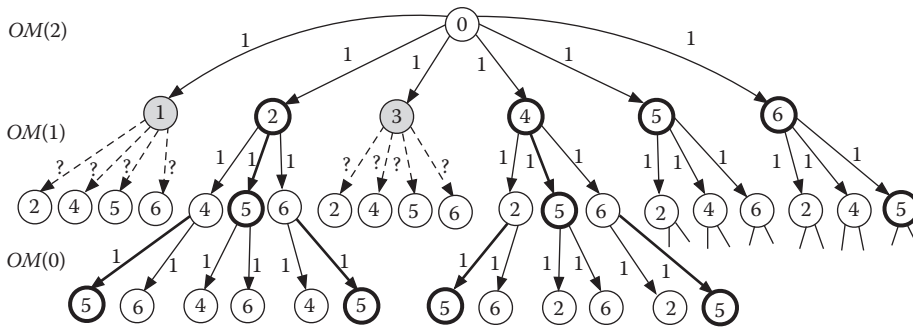 OM(2)
0
1 1 1 1 1 1
1 2 3 4 5 6
OM(1)
? ? ? ? 1 1 1 ? ? ? ? 1 1 1 1 1 1 1 1 1
2 4 5 6 4 5 6 2 4 5 6 2 5 6 2 4 6 2 4 5
OM(0)
1 1 1 1 1 1 1 1 1 1 1 1
5 6 4 6 4 5 5 6 2 6 2 5